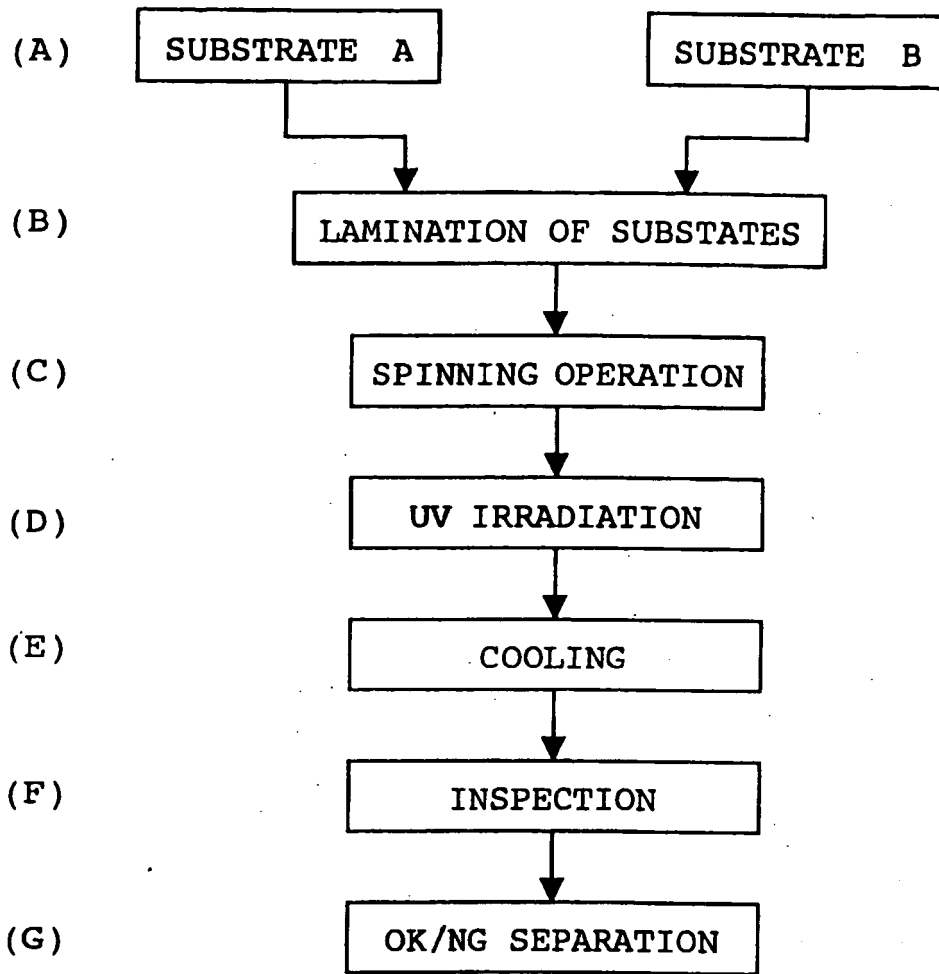 (A) SUBSTRATE A SUBSTRATE B
(B) LAMINATION OF SUBSTATES
(C) SPINNING OPERATION
(D) UV IRRADIATION
(E) COOLING
(F) INSPECTION
(G) OK/NG SEPARATION